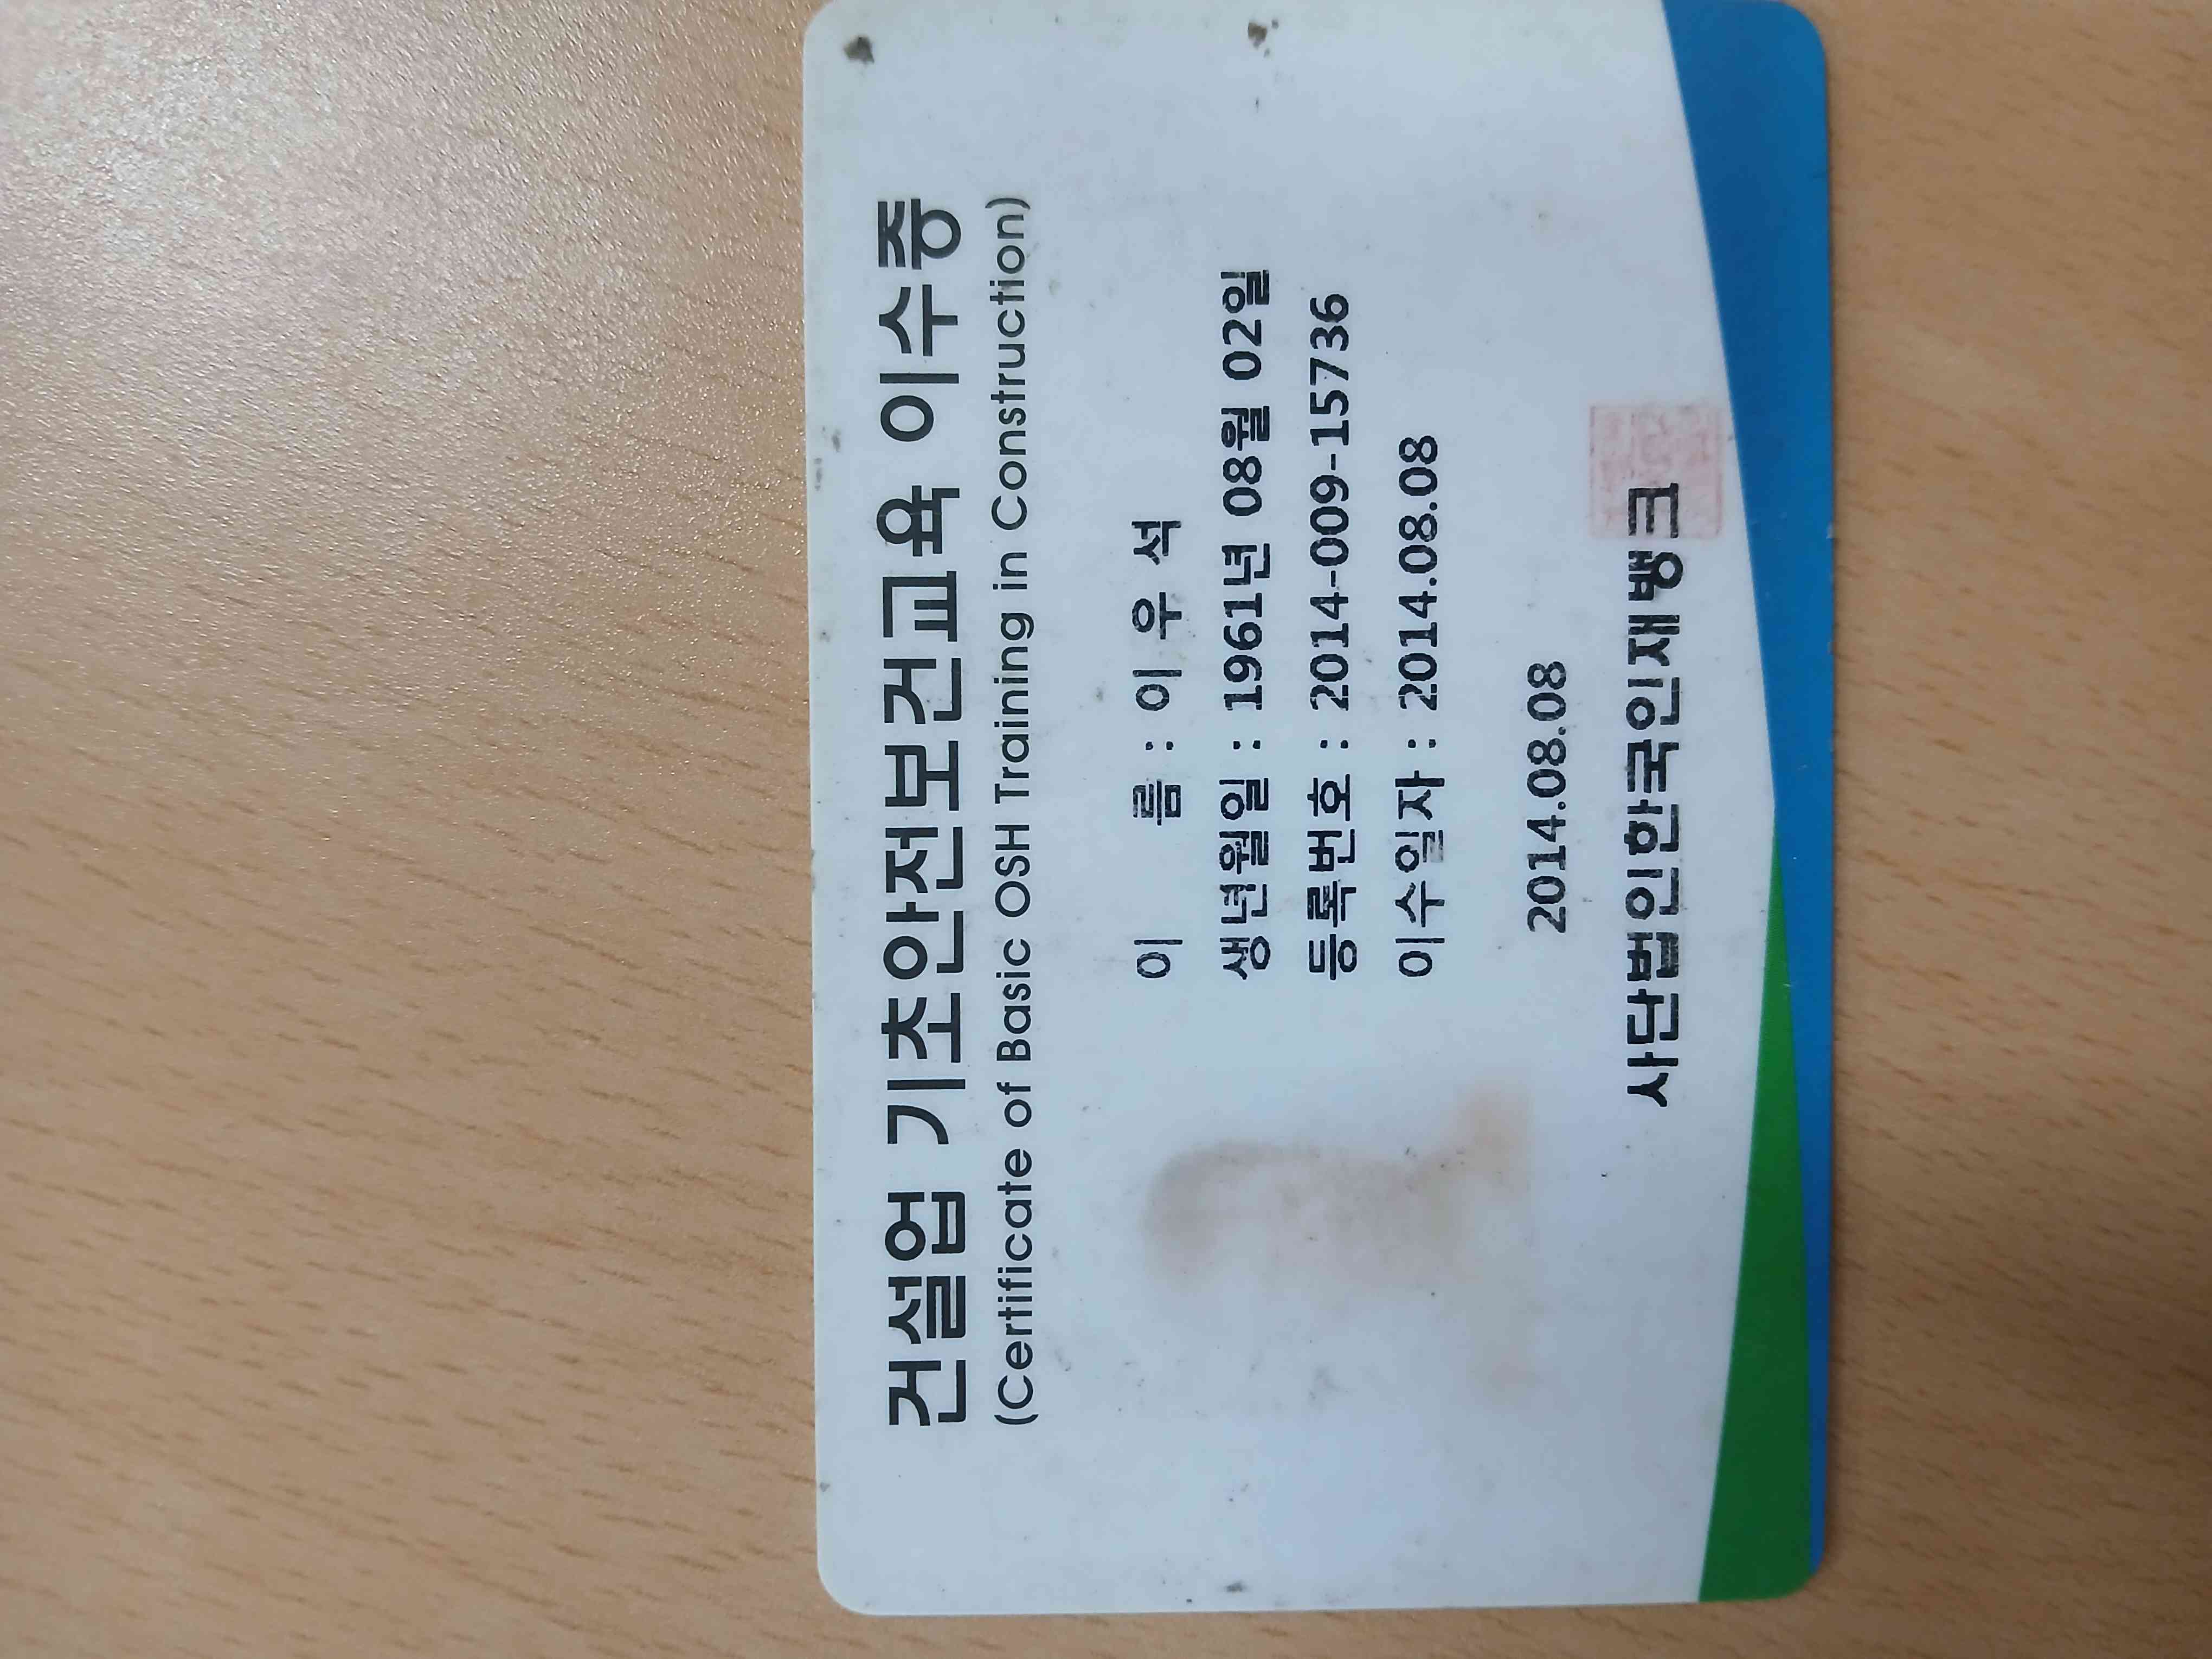 건설업 기초안전보건교육 이수증
(Certificate of Basic OSH Training in Construction)
이 름 : 이 우 석
생년월일 : 1961년 08월 02일
등록번호 : 2014-009-15736
이수일자 : 2014.08.08
2014.08.08
사단법인한국인재뱅크